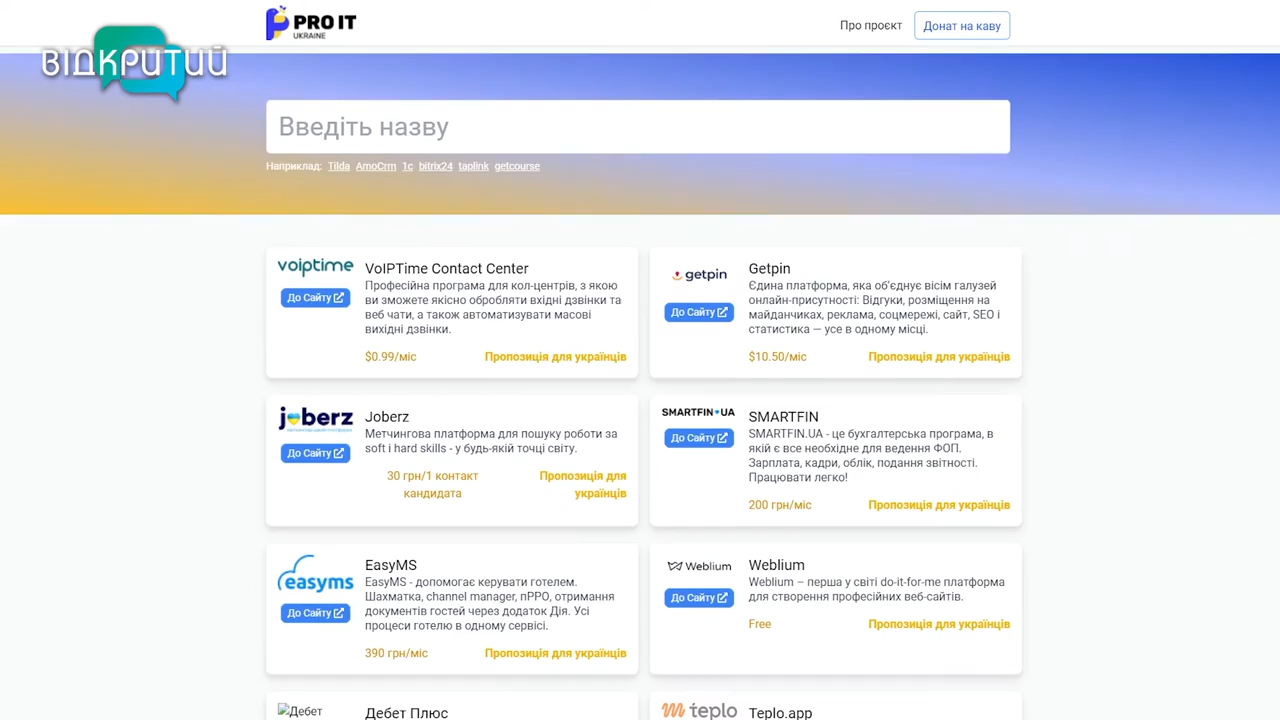 PRO IT
UKRAINE
Про проєкт
Донат на каву
ВІДКРИТИЙ
Введіть назву
Наприклад: Tilda AmoCrm 1c bitrix24 taplink getcourse
voiptime
До Сайту
VoIPTime Contact Center
Професійна програма для кол-центрів, з якою
ви зможете якісно обробляти вхідні дзвінки та
веб чати, а також автоматизувати масові
вихідні дзвінки.
$0.99/міс
Пропозиція для українців
getpin
До Сайту
Getpin
Єдина платформа, яка об'єднує вісім галузей
онлайн-присутності: Відгуки, розміщення на
майданчиках, реклама, соцмережі, сайт, SEO і
статистика — усе в одному місці.
$10.50/міс
Пропозиція для українців
joberz
До Сайту
Joberz
Метчингова платформа для пошуку роботи за
soft і hard skills - у будь-якій точці світу.
30 грн/1 контакт
кандидата
Пропозиція для
українців
SMARTFIN UA
До Сайту
SMARTFIN
SMARTFIN.UA - це бухгалтерська програма, в
якій є все необхідне для ведення ФОП.
Зарплата, кадри, облік, подання звітності.
Працювати легко!
200 грн/міс
Пропозиція для українців
easyms
До Сайту
EasyMS
EasyMS - допомогає керувати готелем.
Шахматка, channel manager, пРРО, отримання
документів гостей через додаток Дія. Усі
процеси готелю в одному сервісі.
390 грн/міс
Пропозиція для українців
Weblium
До Сайту
Weblium
Weblium – перша у світі do-it-for-me платформа
для створення професійних веб-сайтів.
Free
Пропозиція для українців
Дебет
Дебет Плюс
teplo
Teplo.app